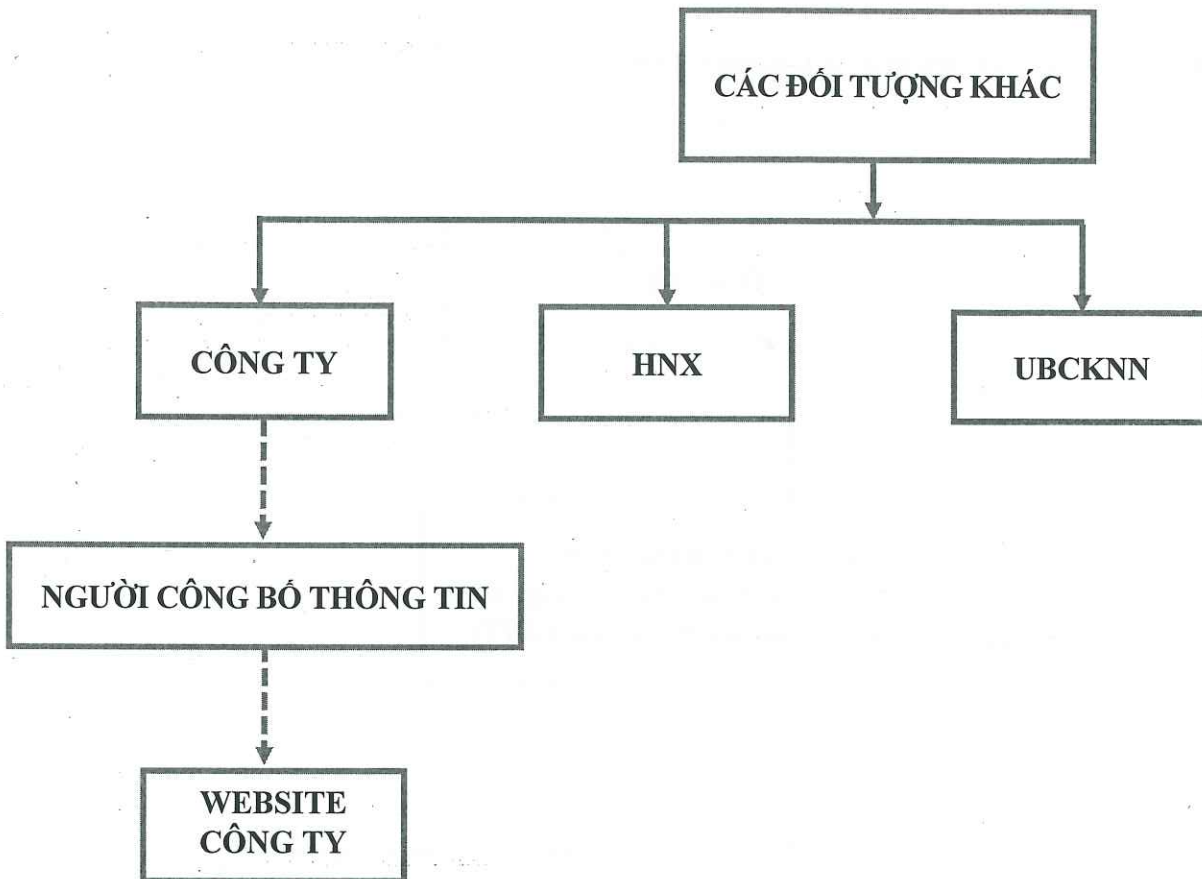 CÁC ĐỐI TƯỢNG KHÁC
CÔNG TY
HNX
UBCKNN
NGƯỜI CÔNG BỐ THÔNG TIN
WEBSITE
CÔNG TY